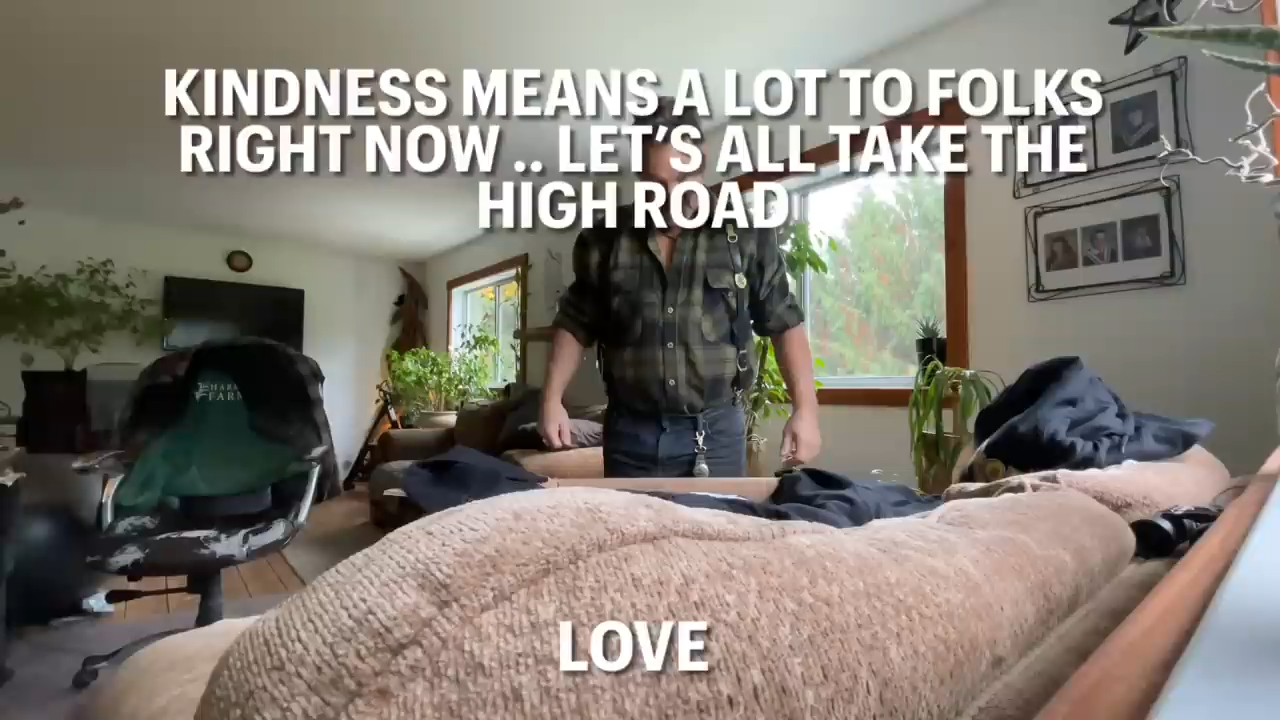 KINDNESS MEANS A LOT TO FOLKS
RIGHT NOW .. LET'S ALL TAKE THE
HIGH ROAD
LOVE